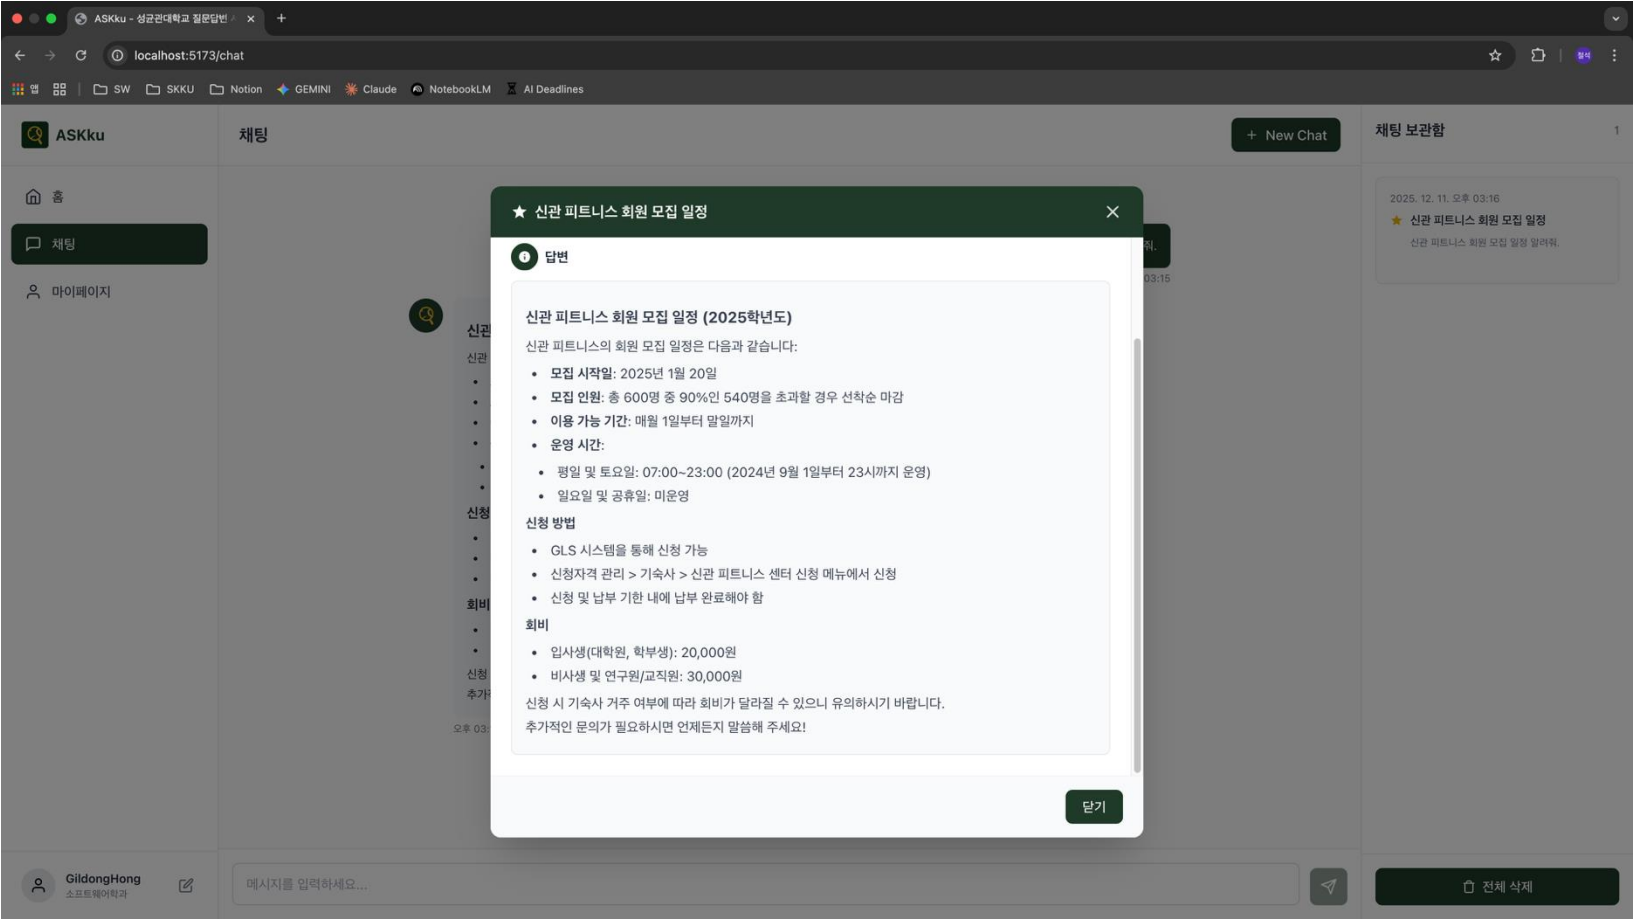 ASKku - 성균관대학교 질문답변
localhost:5173/chat
철석
앱
SW
SKKU
Notion
GEMINI
Claude
NotebookLM
AI Deadlines
ASKku
채팅
+ New Chat
채팅 보관함
1
홈
채팅
마이페이지
2025. 12. 11. 오후 03:16
신관 피트니스 회원 모집 일정
신관 피트니스 회원 모집 일정 알려줘.
줘.
03:15
신관
신관
신청
회비
신청
오후 03:
신관 피트니스 회원 모집 일정
답변
신관 피트니스 회원 모집 일정 (2025학년도)
신관 피트니스의 회원 모집 일정은 다음과 같습니다:
• 모집 시작일: 2025년 1월 20일
• 모집 인원: 총 600명 중 90%인 540명을 초과할 경우 선착순 마감
• 이용 가능 기간: 매월 1일부터 말일까지
• 운영 시간:
• 평일 및 토요일: 07:00~23:00 (2024년 9월 1일부터 23시까지 운영)
• 일요일 및 공휴일: 미운영
신청 방법
• GLS 시스템을 통해 신청 가능
• 신청자격 관리 > 기숙사 > 신관 피트니스 센터 신청 메뉴에서 신청
• 신청 및 납부 기한 내에 납부 완료해야 함
회비
• 입사생(대학원, 학부생): 20,000원
• 비사생 및 연구원/교직원: 30,000원
신청 시 기숙사 거주 여부에 따라 회비가 달라질 수 있으니 유의하시기 바랍니다.
추가적인 문의가 필요하시면 언제든지 말씀해 주세요!
닫기
GildongHong
소프트웨어학과
메시지를 입력하세요...
전체 삭제